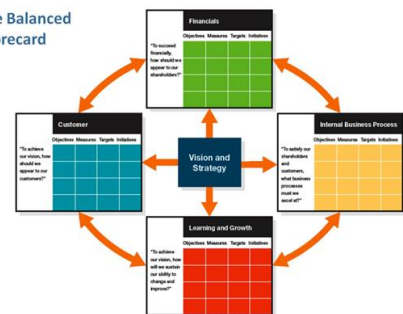 e Balanced
orecard
Financials
Objectives Measures Targets Initiatives
"To succeed
financially,
how should we
appear to our
shareholders?"
Customer
Objectives Measures Targets Initiatives
"To achieve
our vision, how
should we
appear to our
customers?"
Vision and
Strategy
Internal Business Process
Objectives Measures Targets Initiatives
"To satisfy our
shareholders
and
customers,
what business
processes
must we
excel at?"
Learning and Growth
Objectives Measures Targets Initiatives
"To achieve
our vision, how
will we sustain
our ability to
change and
improve?"